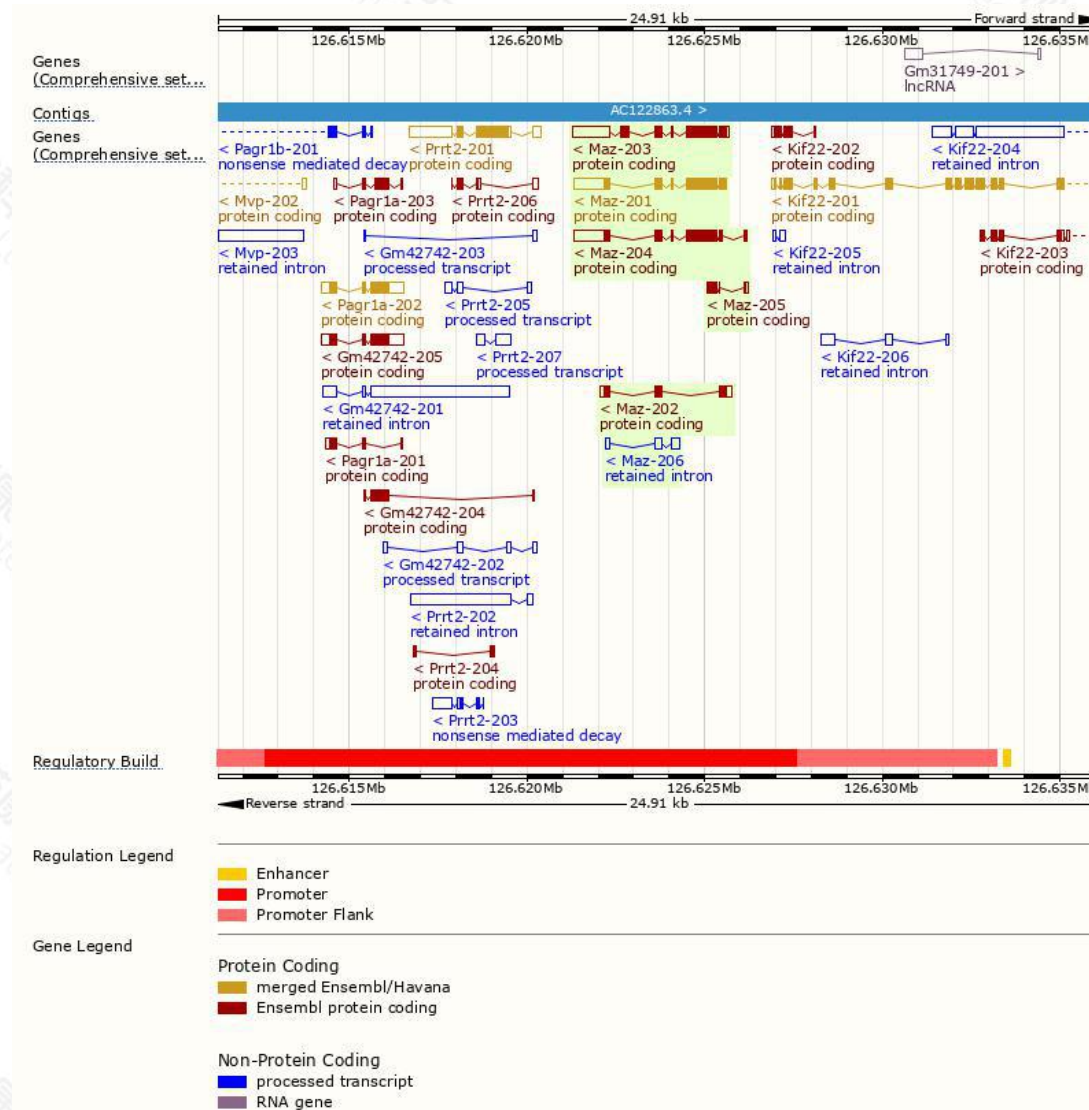 24.91 kb Forward strand
126.615Mb 126.620Mb 126.625Mb 126.630Mb 126.635M
Genes
(Comprehensive set...
Gm31749-201 >
lncRNA
Contigs AC122863.4 >
Genes
(Comprehensive set...
< Pagr1b-201 < Prrt2-201 < Maz-203 < Kif22-202 < Kif22-204
nonsense mediated decay protein coding protein coding protein coding retained intron
< Mvp-202 < Pagr1a-203 < Prrt2-206 < Maz-201 < Kif22-201
protein coding protein coding protein coding protein coding protein coding
< Mvp-203 < Gm42742-203 < Maz-204 < Kif22-205 < Kif22-203
retained intron processed transcript protein coding retained intron protein coding
< Pagr1a-202 < Prrt2-205 < Maz-205
protein coding processed transcript protein coding
< Gm42742-205 < Prrt2-207 < Kif22-206
protein coding processed transcript retained intron
< Gm42742-201 < Maz-202
retained intron protein coding
< Pagr1a-201 < Maz-206
protein coding retained intron
< Gm42742-204
protein coding
< Gm42742-202
processed transcript
< Prrt2-202
retained intron
< Prrt2-204
protein coding
< Prrt2-203
nonsense mediated decay
Regulatory Build
126.615Mb 126.620Mb 126.625Mb 126.630Mb 126.635M
Reverse strand 24.91 kb
Regulation Legend
Enhancer
Promoter
Promoter Flank
Gene Legend
Protein Coding
merged Ensembl/Havana
Ensembl protein coding
Non-Protein Coding
processed transcript
RNA gene